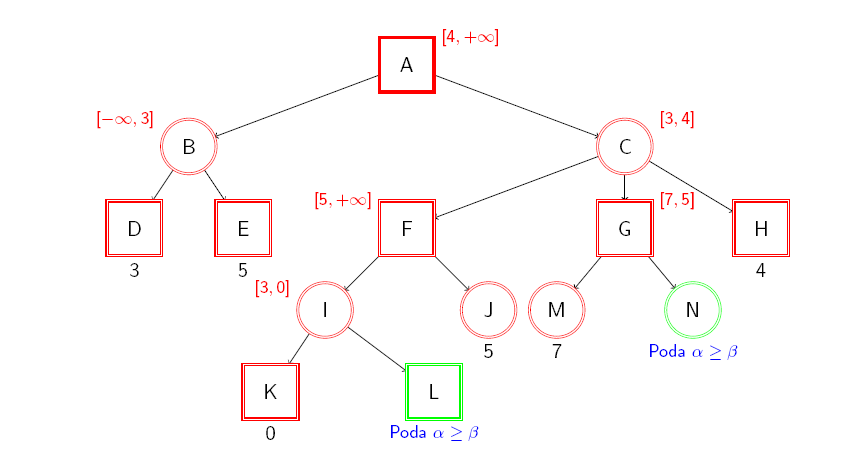 [4, +∞]
A
[−∞, 3]
[3, 4]
B
C
[5, +∞]
[7, 5]
D
E
F
G
H
3
5
4
[3, 0]
I
J
M
N
5
7
Poda α ≥ β
K
L
0
Poda α ≥ β